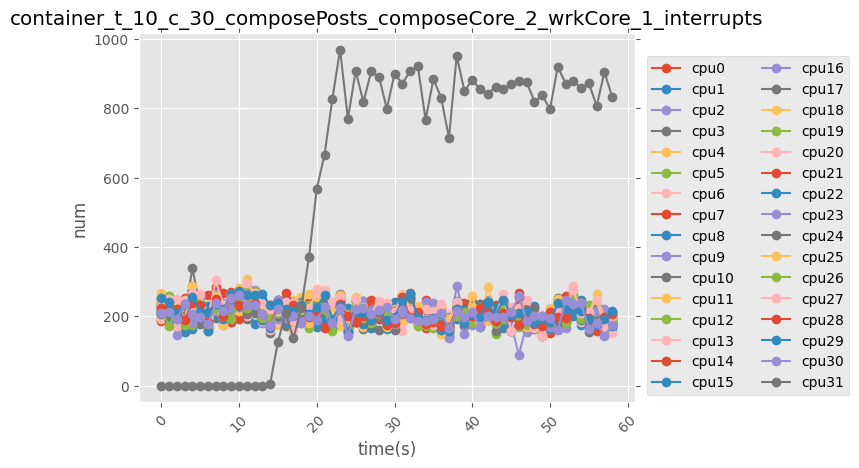 container_t_10_c_30_composePosts_composeCore_2_wrkCore_1_interrupts
1000
800
600
400
200
0
num
0 10 20 30 40 50 60
time(s)
cpu0 cpu16
cpu1 cpu17
cpu2 cpu18
cpu3 cpu19
cpu4 cpu20
cpu5 cpu21
cpu6 cpu22
cpu7 cpu23
cpu8 cpu24
cpu9 cpu25
cpu10 cpu26
cpu11 cpu27
cpu12 cpu28
cpu13 cpu29
cpu14 cpu30
cpu15 cpu31